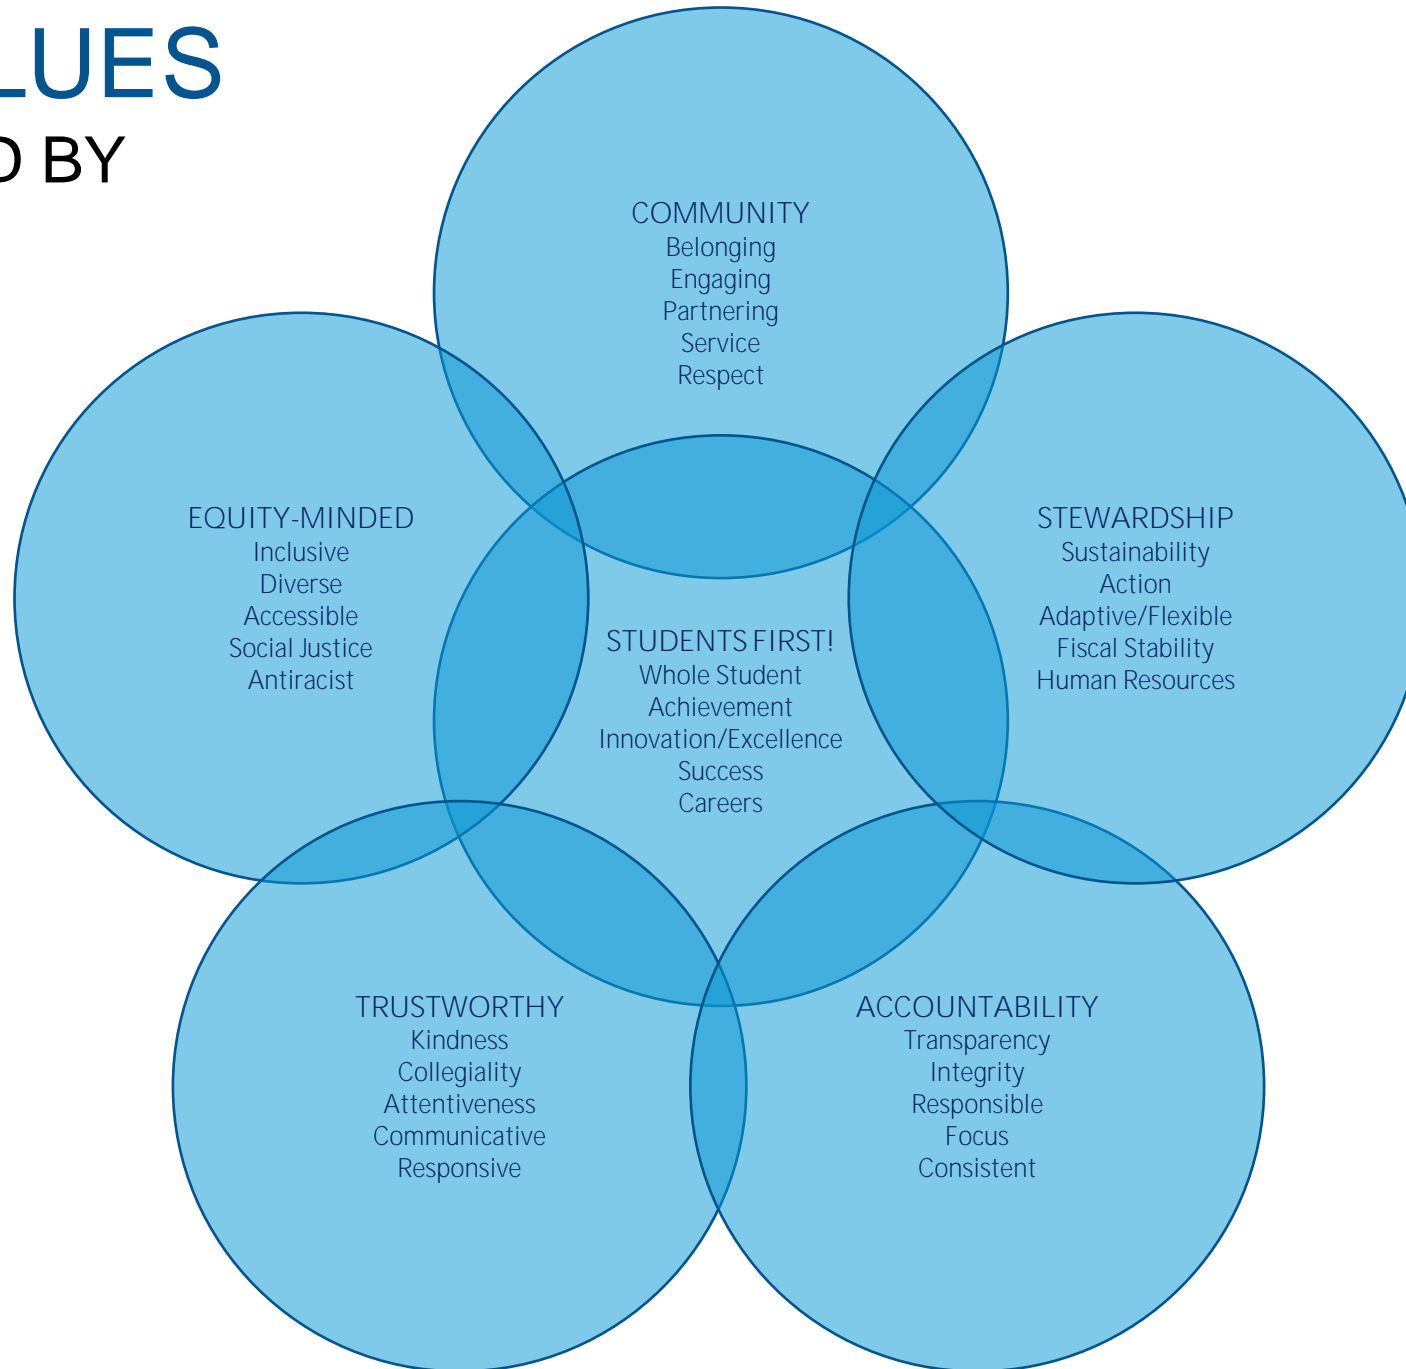 LUES
D BY
COMMUNITY
Belonging
Engaging
Partnering
Service
Respect
EQUITY-MINDED
Inclusive
Diverse
Accessible
Social Justice
Antiracist
STEWARDSHIP
Sustainability
Action
Adaptive/Flexible
Fiscal Stability
Human Resources
STUDENTS FIRST!
Whole Student
Achievement
Innovation/Excellence
Success
Careers
TRUSTWORTHY
Kindness
Collegiality
Attentiveness
Communicative
Responsive
ACCOUNTABILITY
Transparency
Integrity
Responsible
Focus
Consistent